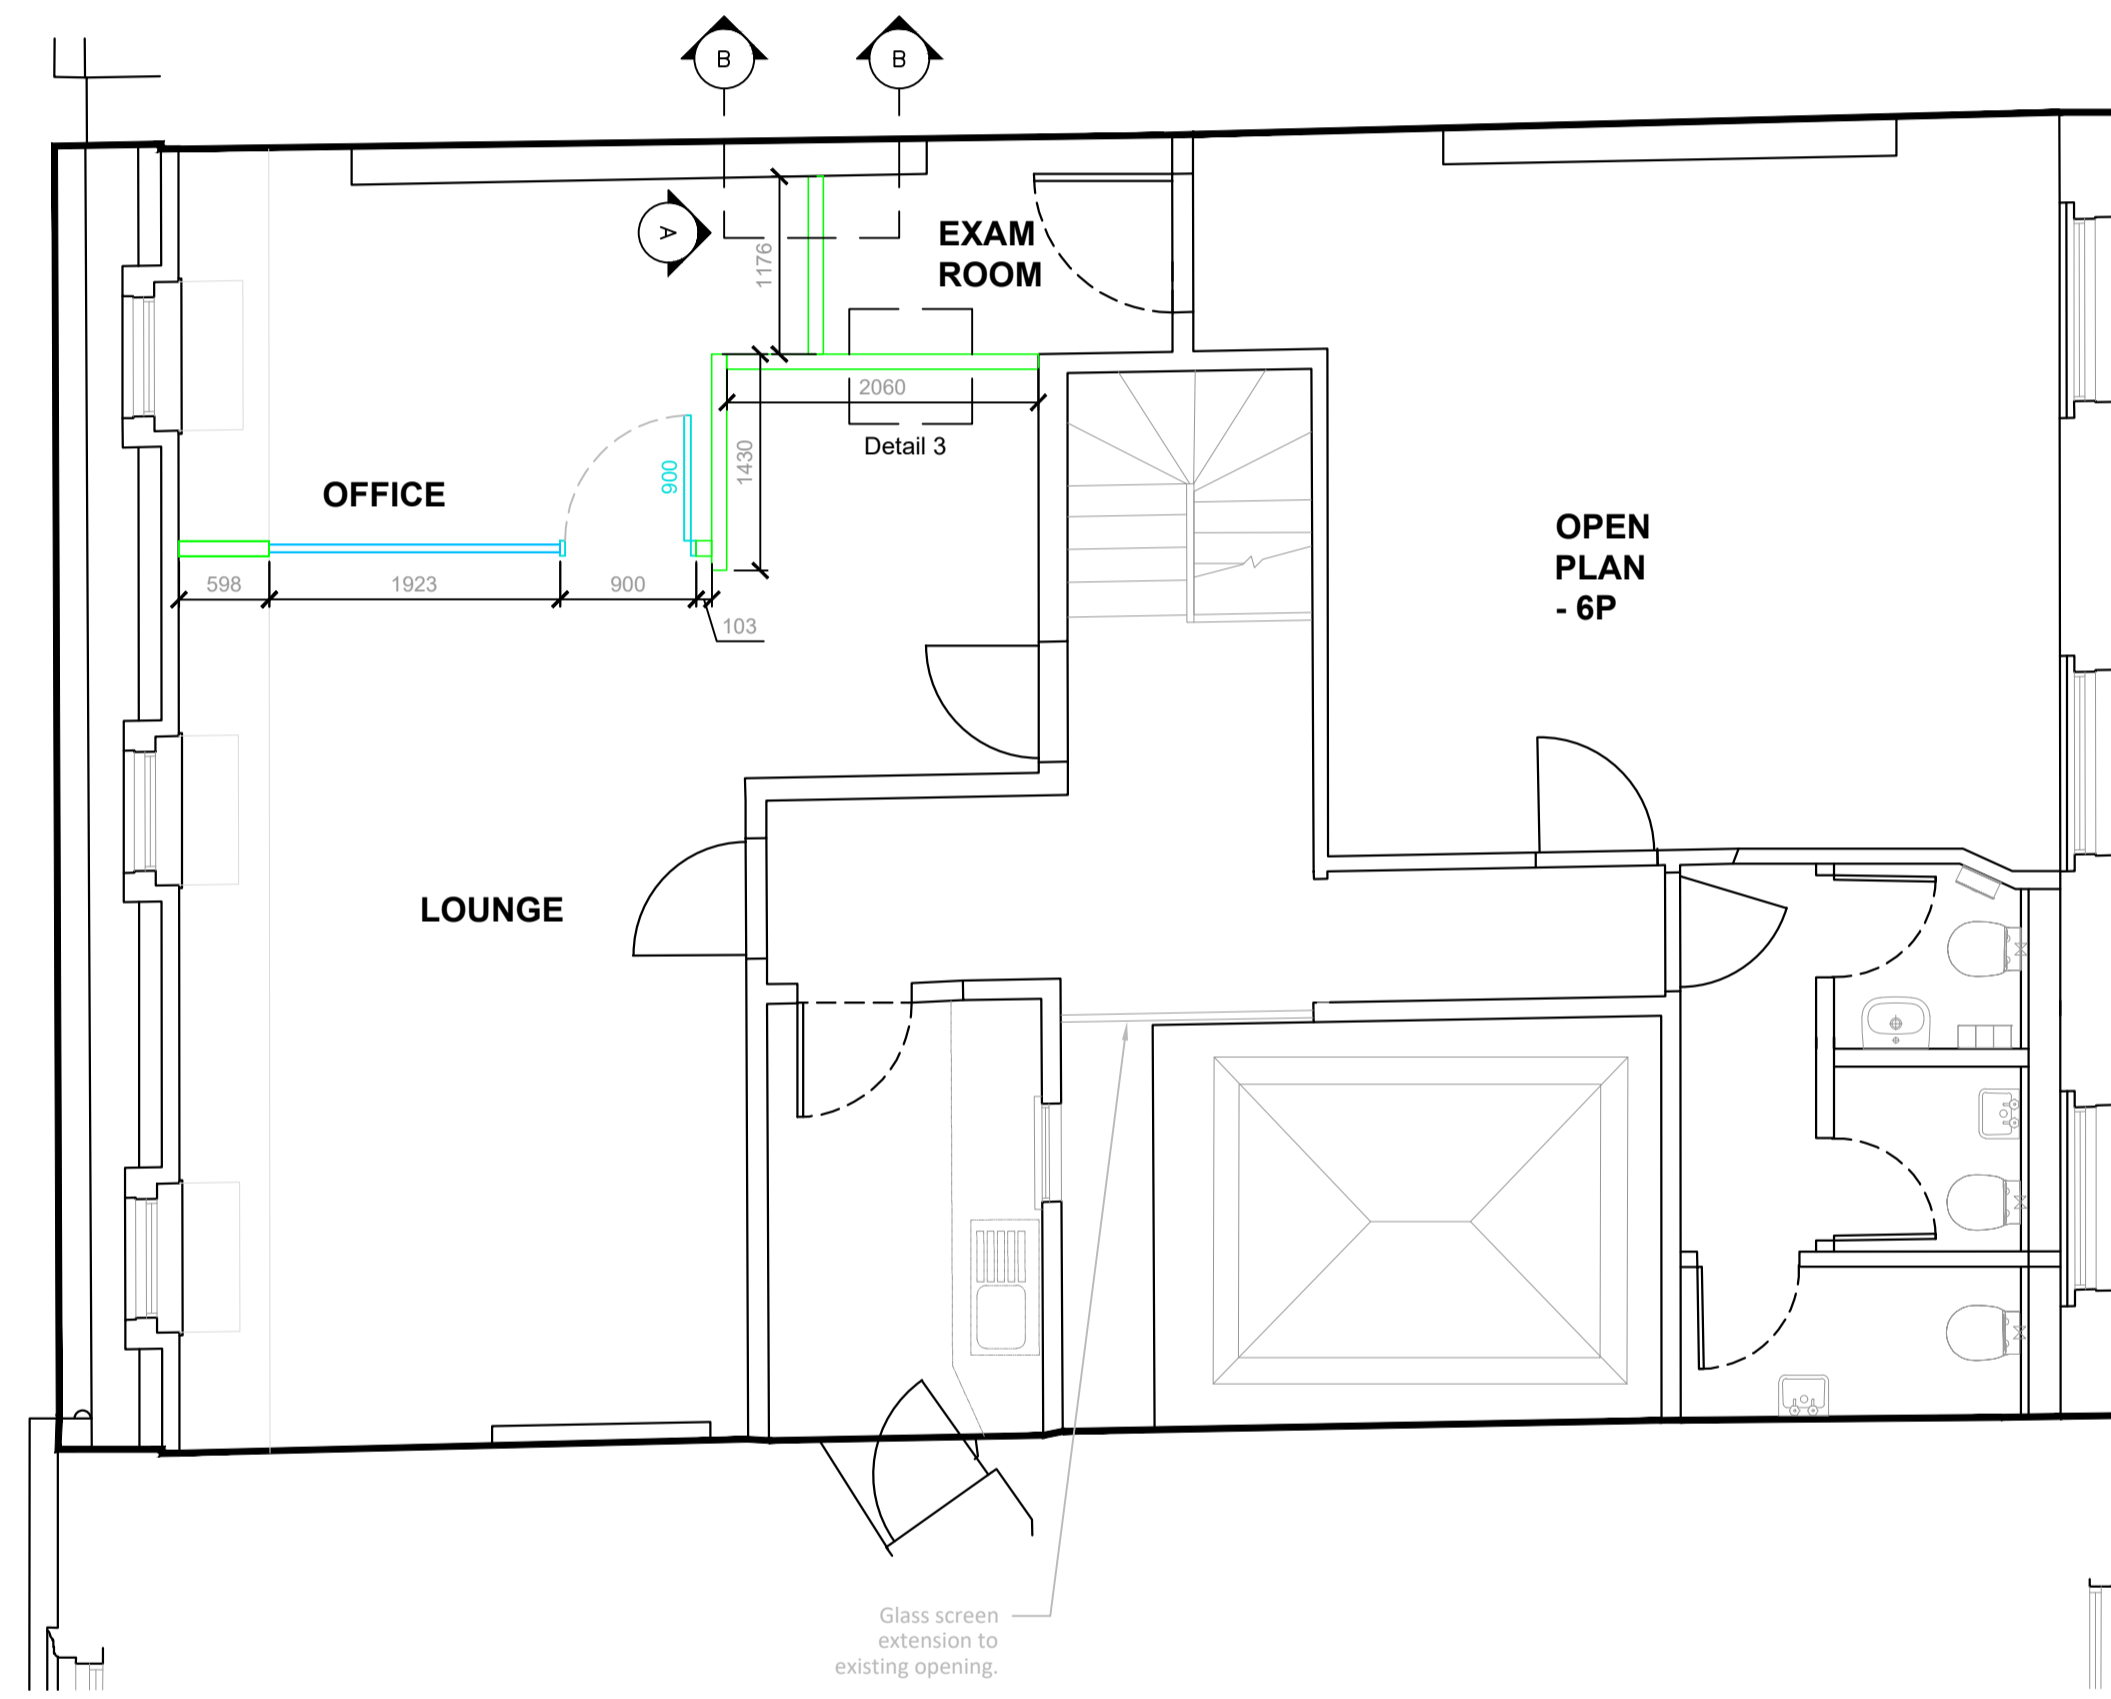 B
B
A
1176
EXAM
ROOM
2060
Detail 3
1430
900
OFFICE
598
1923
900
103
OPEN
PLAN
- 6P
LOUNGE
Glass screen
extension to
existing opening.